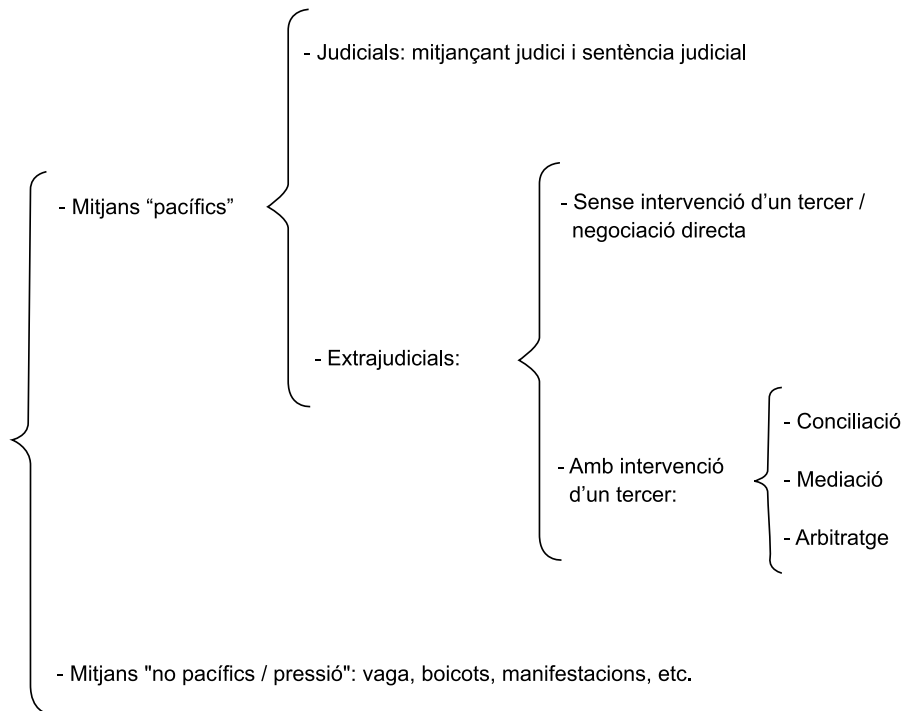 - Judicials: mitjançant judici i sentència judicial
- Mitjans “pacífics”
- Sense intervenció d’un tercer /
negociació directa
- Extrajudicials:
- Amb intervenció
d’un tercer:
- Conciliació
- Mediació
- Arbitratge
- Mitjans "no pacífics / pressió": vaga, boicots, manifestacions, etc.